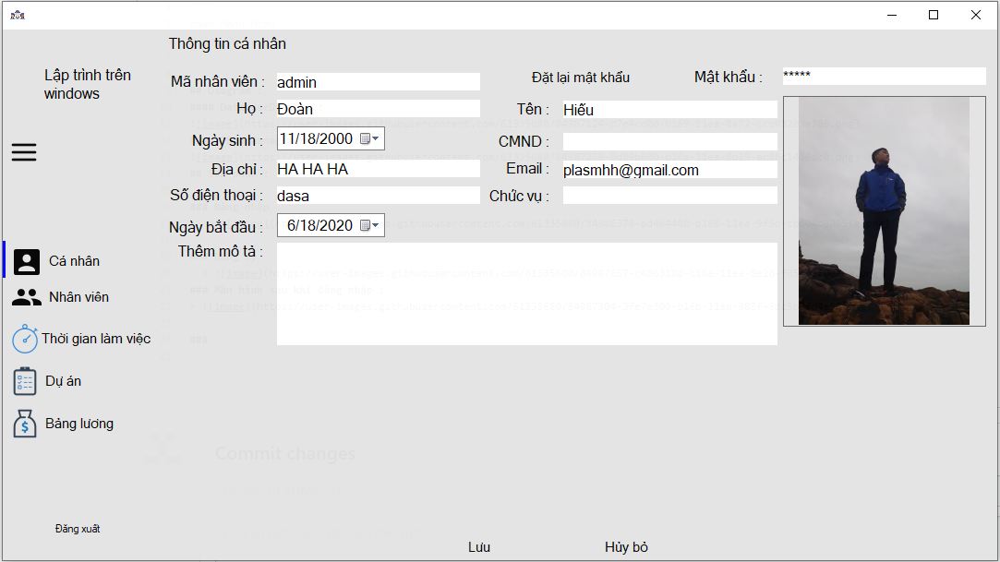 Thông tin cá nhân
Lập trình trên
windows
Mã nhân viên : admin
Đặt lại mật khẩu
Mật khẩu : *****
Họ : Đoàn
Tên : Hiếu
Ngày sinh : 11/18/2000
CMND :
Địa chỉ : HA HA HA
Email : plasmhh@gmail.com
Số điện thoại : dasa
Chức vụ :
Ngày bắt đầu : 6/18/2020
Thêm mô tả :
Cá nhân
Nhân viên
Thời gian làm việc
Dự án
Bảng lương
Commit changes
Đăng xuất
Lưu
Hủy bỏ